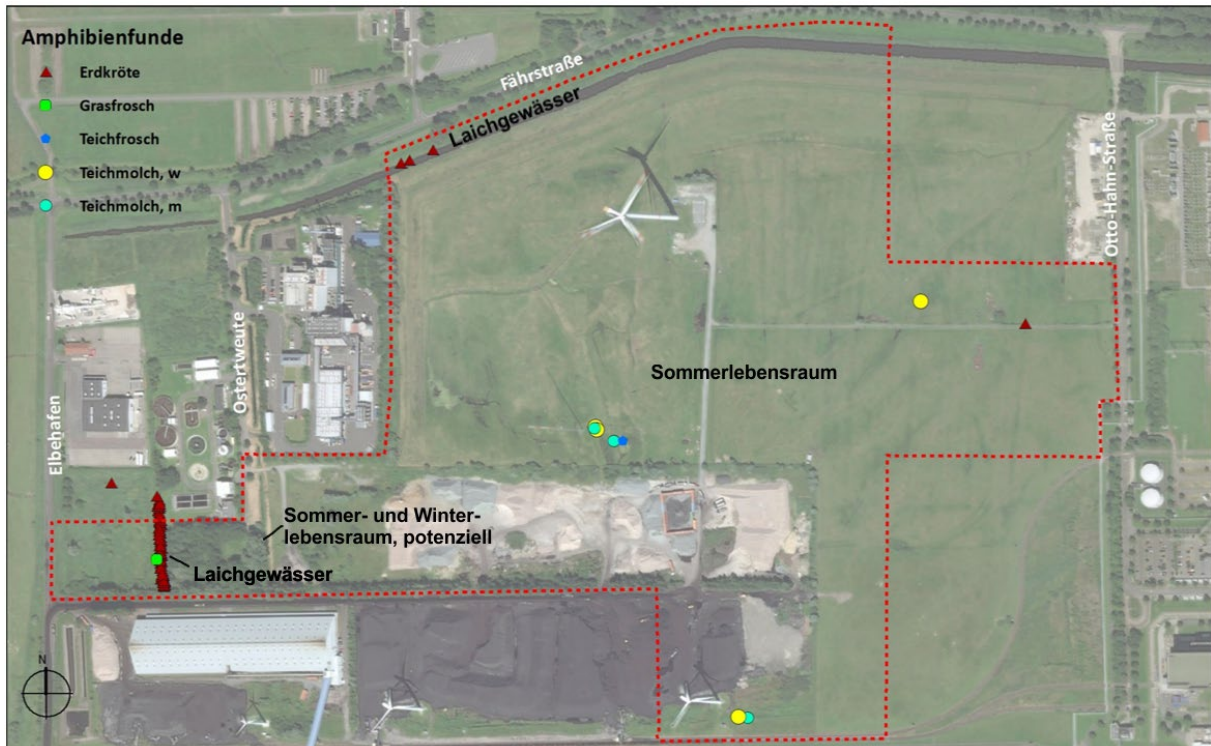 Amphibienfunde
Erdkröte
Grasfrosch
Teichfrosch
Teichmolch, w
Teichmolch, m
Fährstraße
Laichgewässer
Otto-Hahn-Straße
Ostertweute
Elbehafen
Sommerlebensraum
Sommer- und Winter-
lebensraum, potenziell
Laichgewässer
N